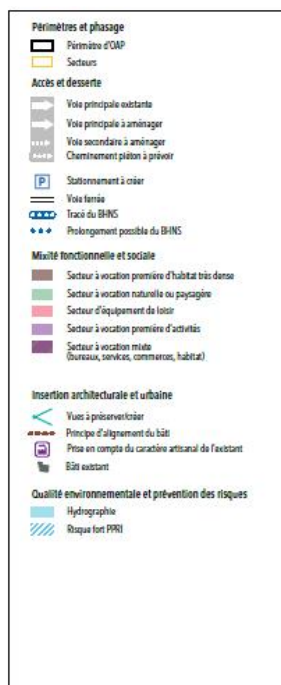 Périmètres et phasage
Périmètre d'OAP
Secteurs
Accès et desserte
Voie principale existante
Voie principale à aménager
Voie secondaire à aménager
Cheminement piéton à prévoir
P Stationnement à créer
Voie ferrée
Tracé du BHNS
Prolongement possible du BHNS
Mixité fonctionnelle et sociale
Secteur à vocation première d'habitat très dense
Secteur à vocation naturelle ou paysagère
Secteur d'équipement de loisir
Secteur à vocation première d'activités
Secteur à vocation mixte
(bureaux, services, commerces, habitat)
Insertion architecturale et urbaine
Vues à préserver/créer
Principe d'alignement du bâti
Prise en compte du caractère artisanal de l'existant
Bâti existant
Qualité environnementale et prévention des risques
Hydrographie
Risque fort PPRI